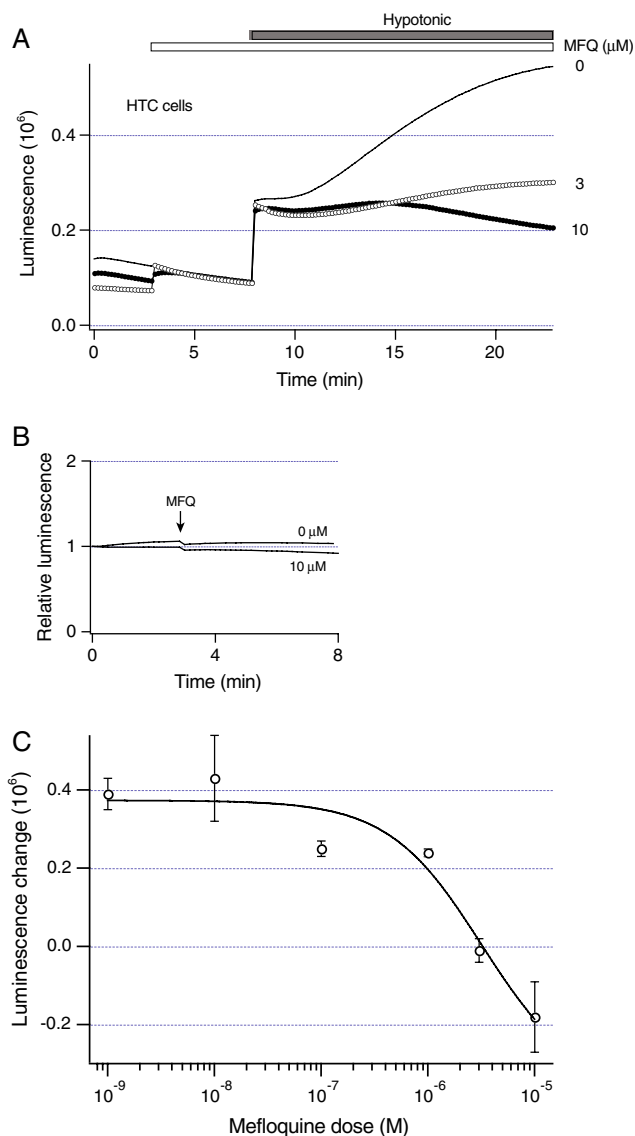 A
Hypotonic
MFQ (μM)
0
3
10
HTC cells
Luminescence (10⁶)
0.4
0.2
0.0
0 5 10 15 20
Time (min)
B
Relative luminescence
2
1
0
MFQ
0 μM
10 μM
0 4 8
Time (min)
C
Luminescence change (10⁶)
0.4
0.2
0.0
-0.2
10⁻⁹ 10⁻⁸ 10⁻⁷ 10⁻⁶ 10⁻⁵
Mefloquine dose (M)